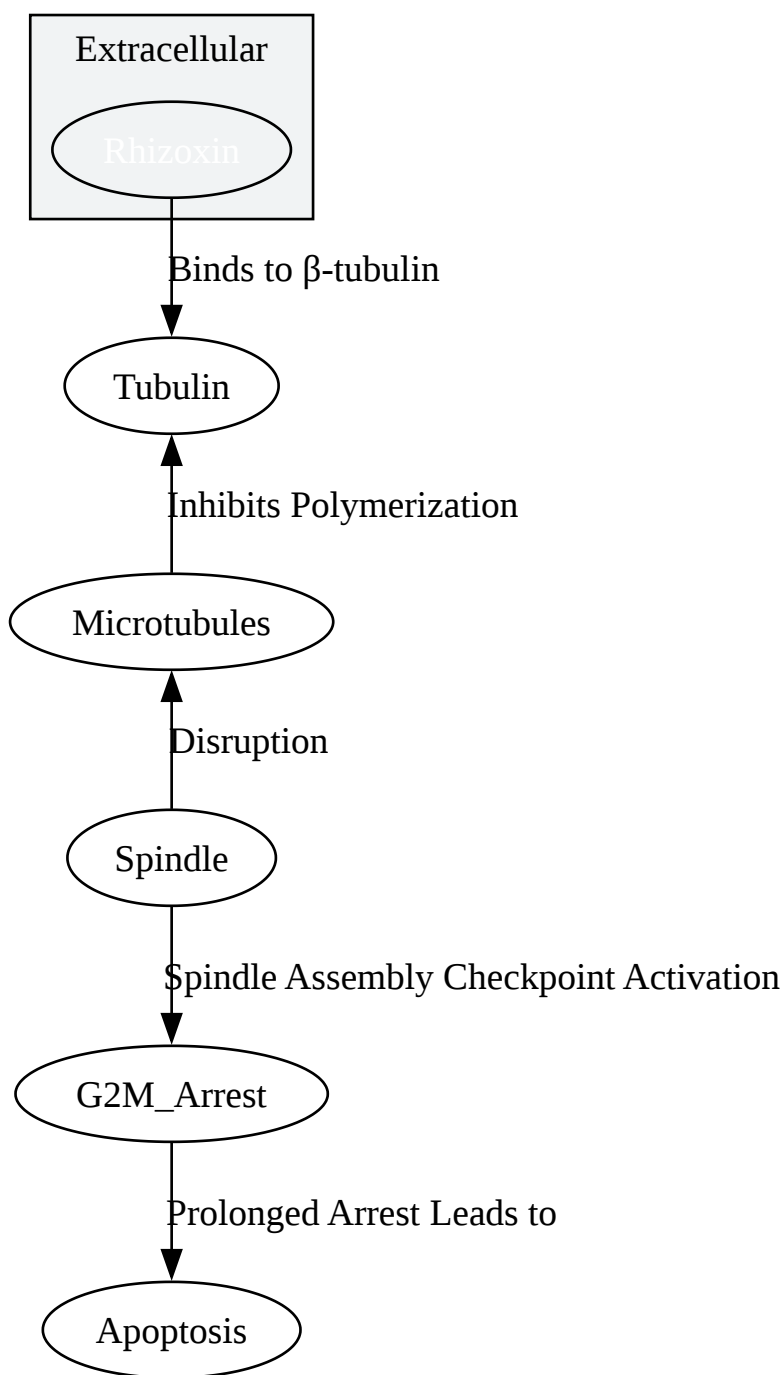 Extracellular
Rhizoxin
Binds to β-tubulin
Tubulin
Inhibits Polymerization
Microtubules
Disruption
Spindle
Spindle Assembly Checkpoint Activation
G2M_Arrest
Prolonged Arrest Leads to
Apoptosis